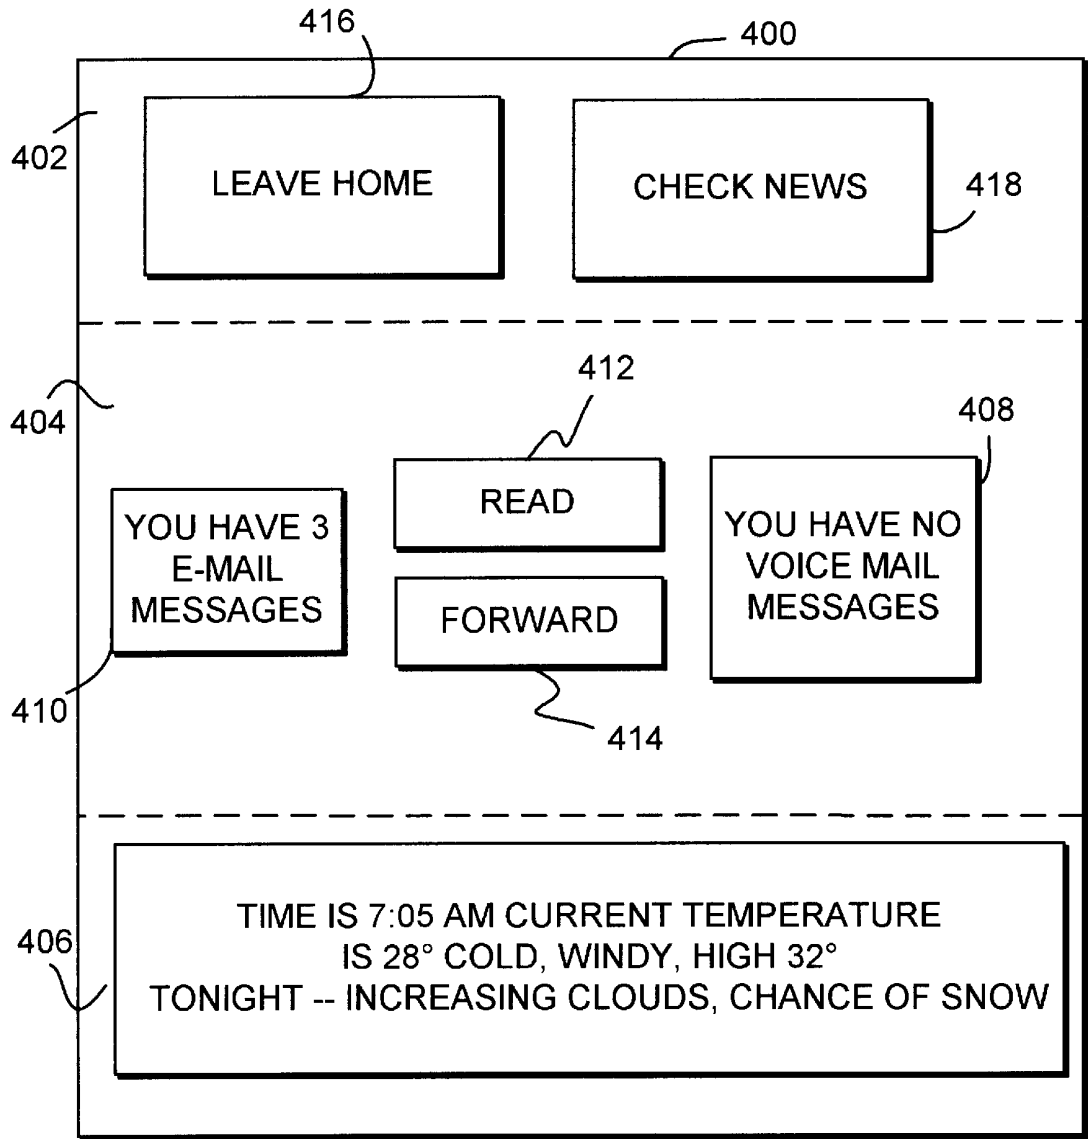 416
400
402
LEAVE HOME
CHECK NEWS
418
412
404
408
READ
YOU HAVE 3
E-MAIL
MESSAGES
YOU HAVE NO
VOICE MAIL
MESSAGES
FORWARD
410
414
TIME IS 7:05 AM CURRENT TEMPERATURE
IS 28° COLD, WINDY, HIGH 32°
TONIGHT -- INCREASING CLOUDS, CHANCE OF SNOW
406